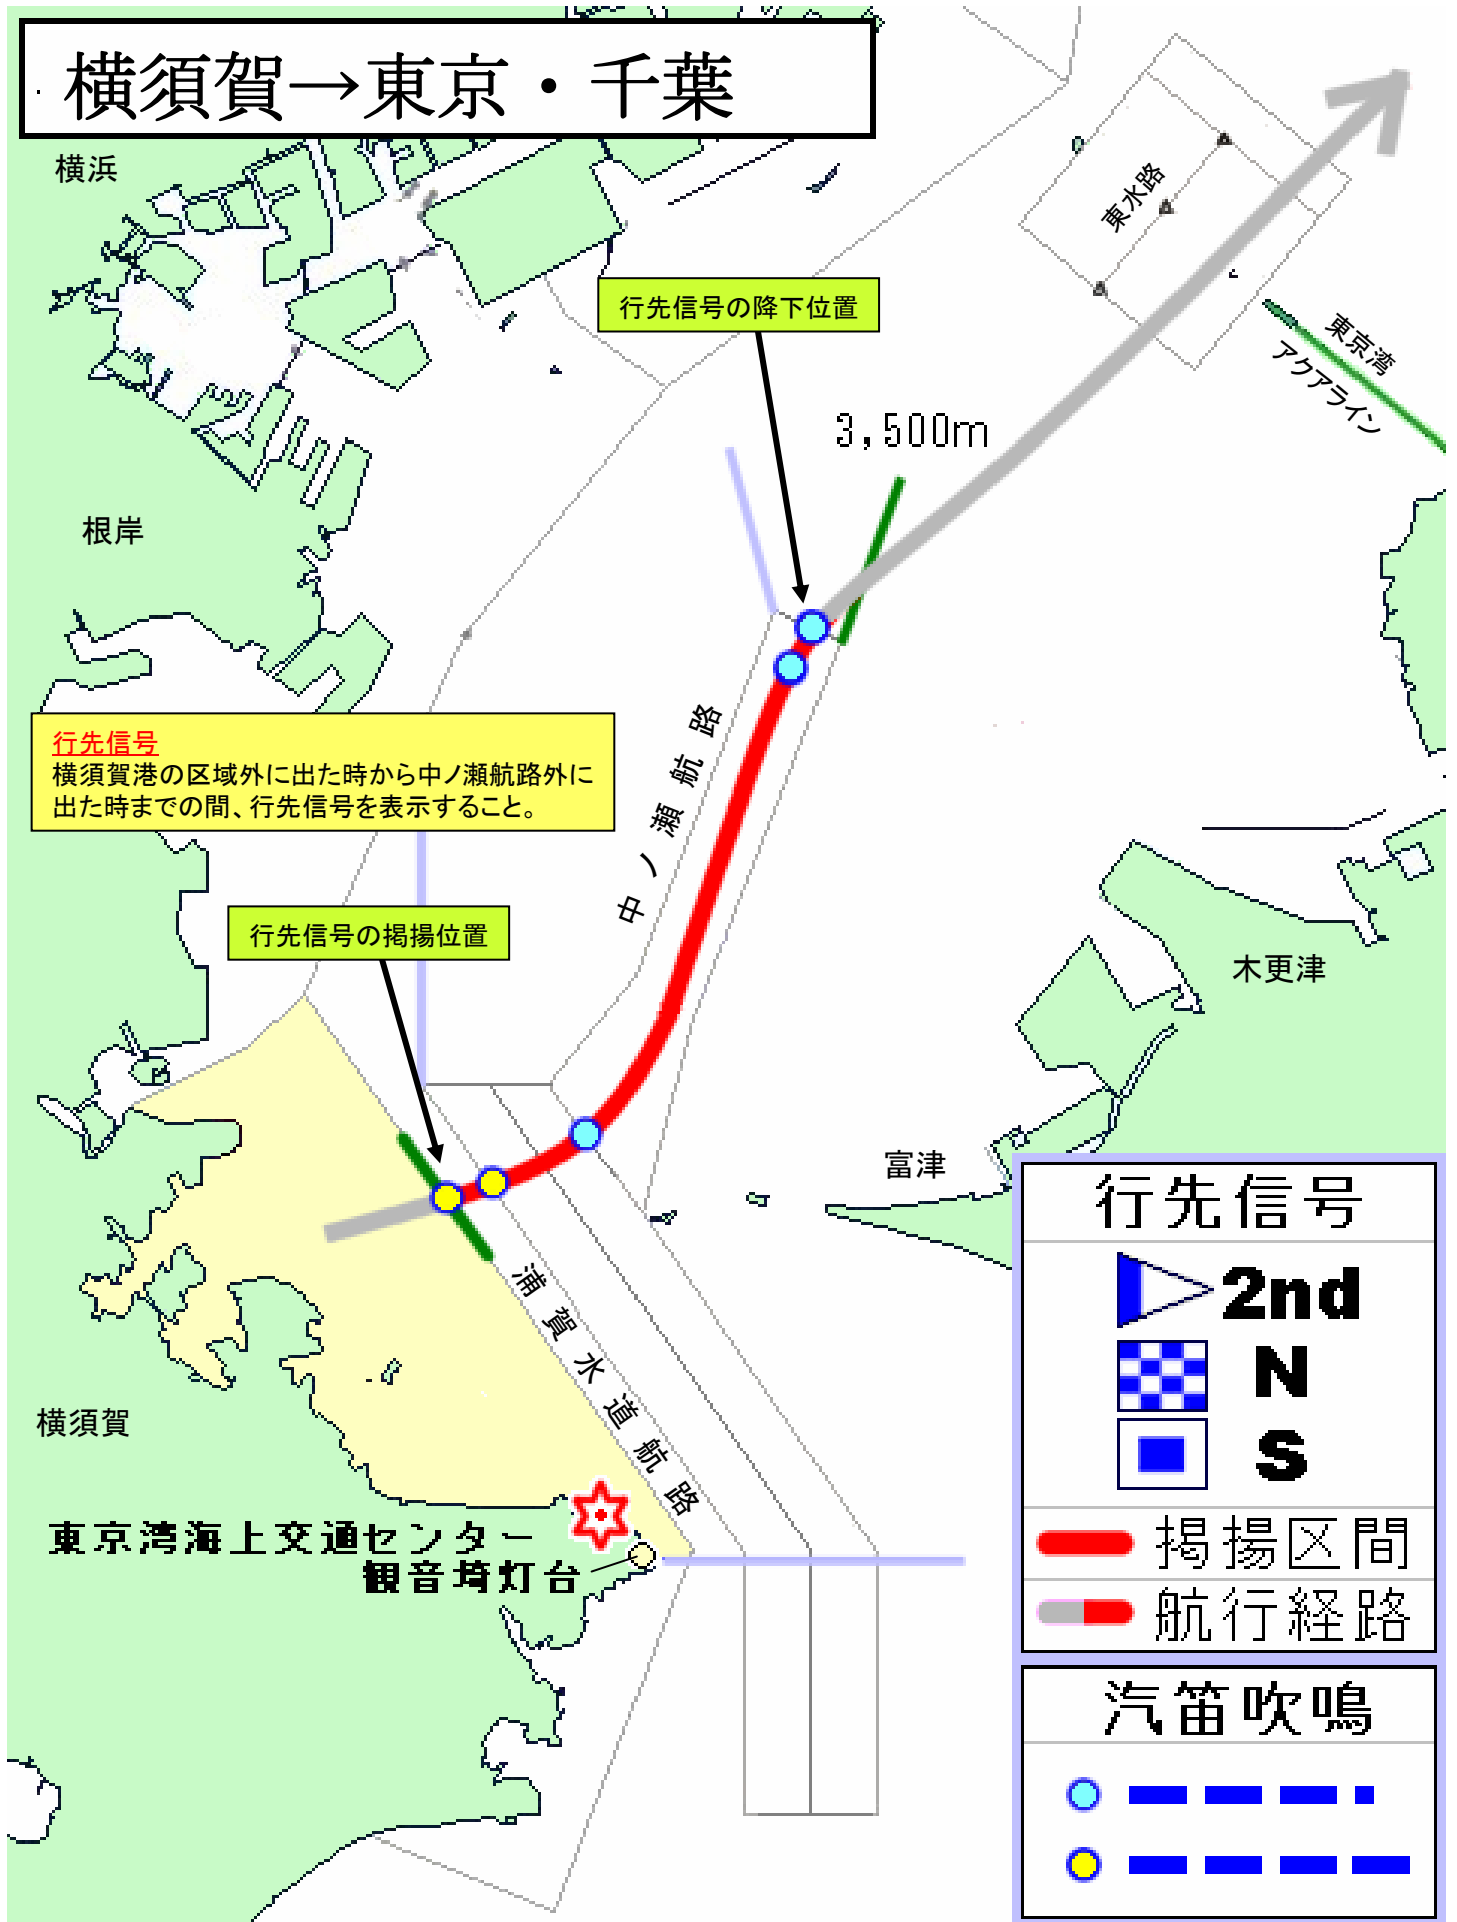 横須賀→東京・千葉
横浜
東水路
行先信号の降下位置
東京湾
アクアライン
3,500m
根岸
中ノ瀬航路
行先信号
横須賀港の区域外に出た時から中ノ瀬航路外に
出た時までの間、行先信号を表示すること。
行先信号の掲揚位置
木更津
富津
浦賀水道航路
横須賀
東京湾海上交通センター
観音埼灯台
行先信号
2nd
N
S
掲揚区間
航行経路
汽笛吹鳴